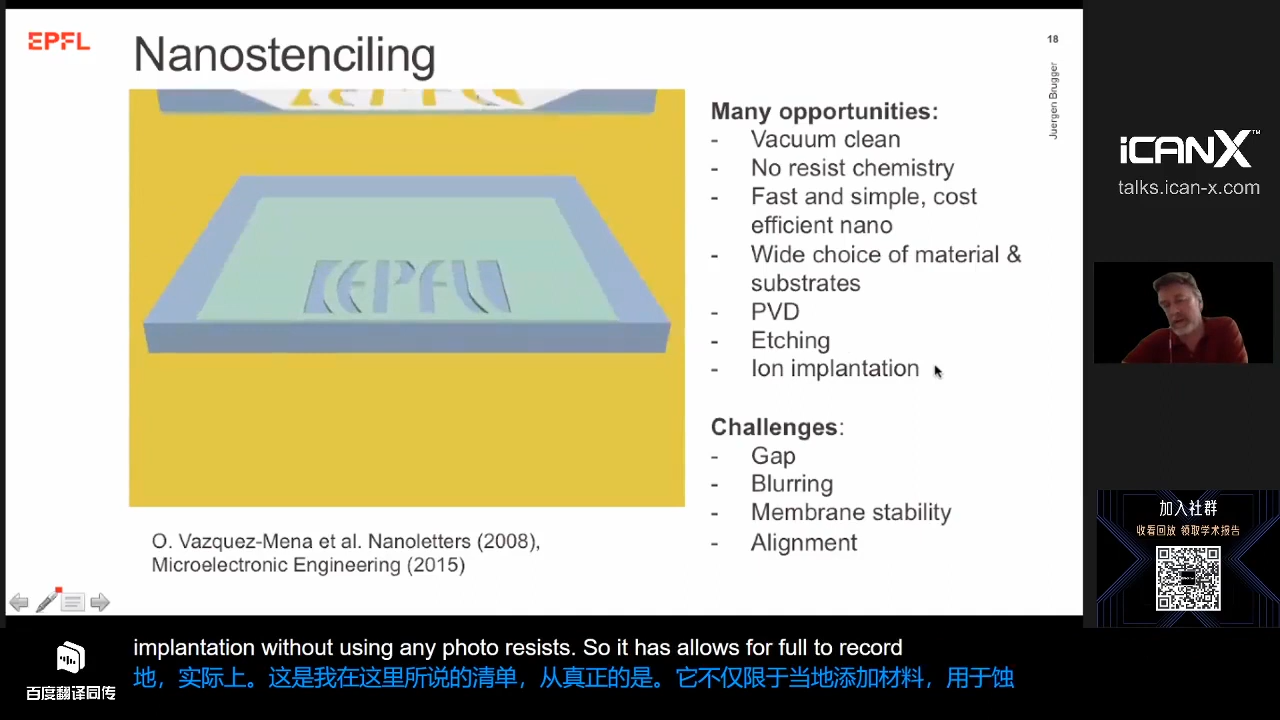 EPFL
Nanostenciling
18
Juergen Brugger
EPFL
Many opportunities:
- Vacuum clean
- No resist chemistry
- Fast and simple, cost
efficient nano
- Wide choice of material &
substrates
- PVD
- Etching
- Ion implantation
Challenges:
- Gap
- Blurring
- Membrane stability
- Alignment
O. Vazquez-Mena et al. Nanoletters (2008),
Microelectronic Engineering (2015)
iCANX™
talks.ican-x.com
加入社群
收看回放 领取学术报告
百度翻译同传
implantation without using any photo resists. So it has allows for full to record
地，实际上。这是我在这里所说的清单，从真正的是。它不仅限于当地添加材料，用于蚀